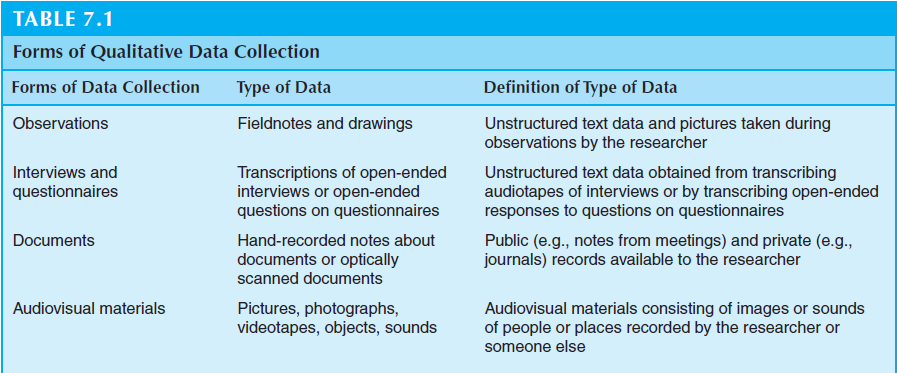 TABLE 7.1
Forms of Qualitative Data Collection
Forms of Data Collection Type of Data Definition of Type of Data
Observations Fieldnotes and drawings Unstructured text data and pictures taken during
observations by the researcher
Interviews and Transcriptions of open-ended Unstructured text data obtained from transcribing
questionnaires interviews or open-ended audiotapes of interviews or by transcribing open-ended
questions on questionnaires responses to questions on questionnaires
Documents Hand-recorded notes about Public (e.g., notes from meetings) and private (e.g.,
documents or optically journals) records available to the researcher
scanned documents
Audiovisual materials Pictures, photographs, Audiovisual materials consisting of images or sounds
videotapes, objects, sounds of people or places recorded by the researcher or
someone else